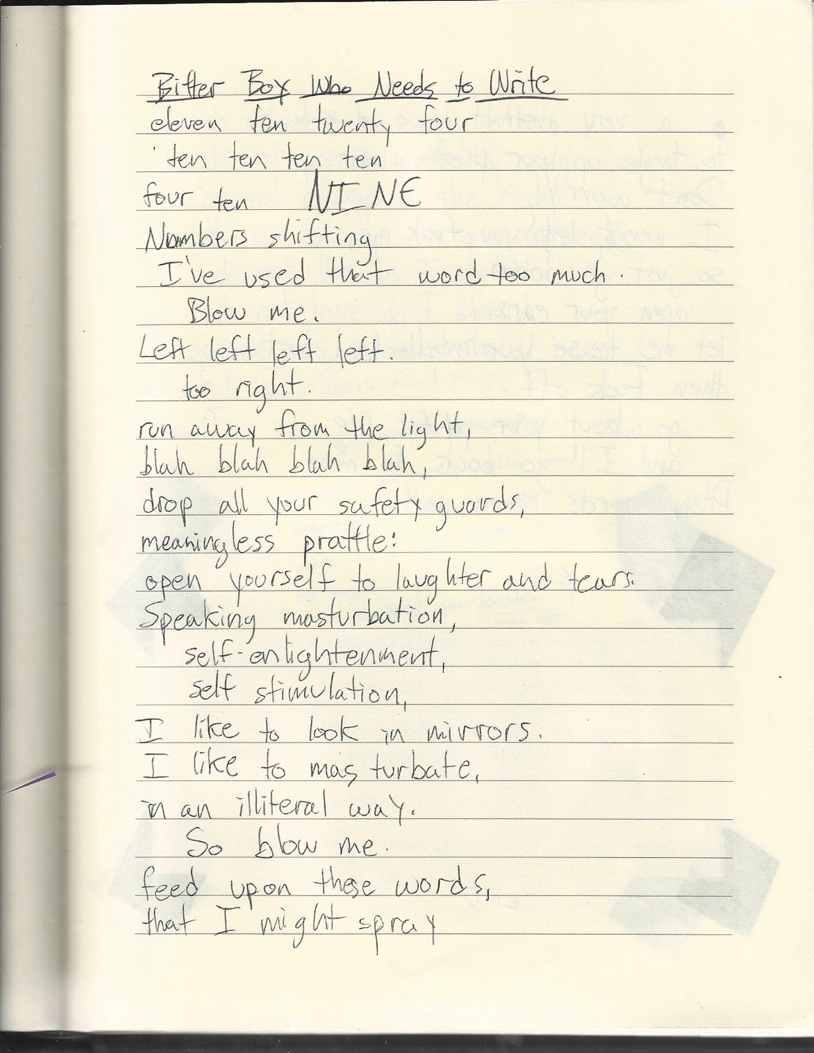 Bitter Boy Who Needs to Write
eleven ten twenty four
ten ten ten ten
four ten NINE
Numbers shifting
I've used that word too much.
Blow me.
Left left left left.
too right.
run away from the light,
blah blah blah blah,
drop all your safety guards,
meaningless prattle:
open yourself to laughter and tears.
Speaking masturbation,
self-enlightenment,
self stimulation,
I like to look in mirrors.
I like to masturbate,
in an illiteral way.
So blow me.
feed upon these words,
that I might spray